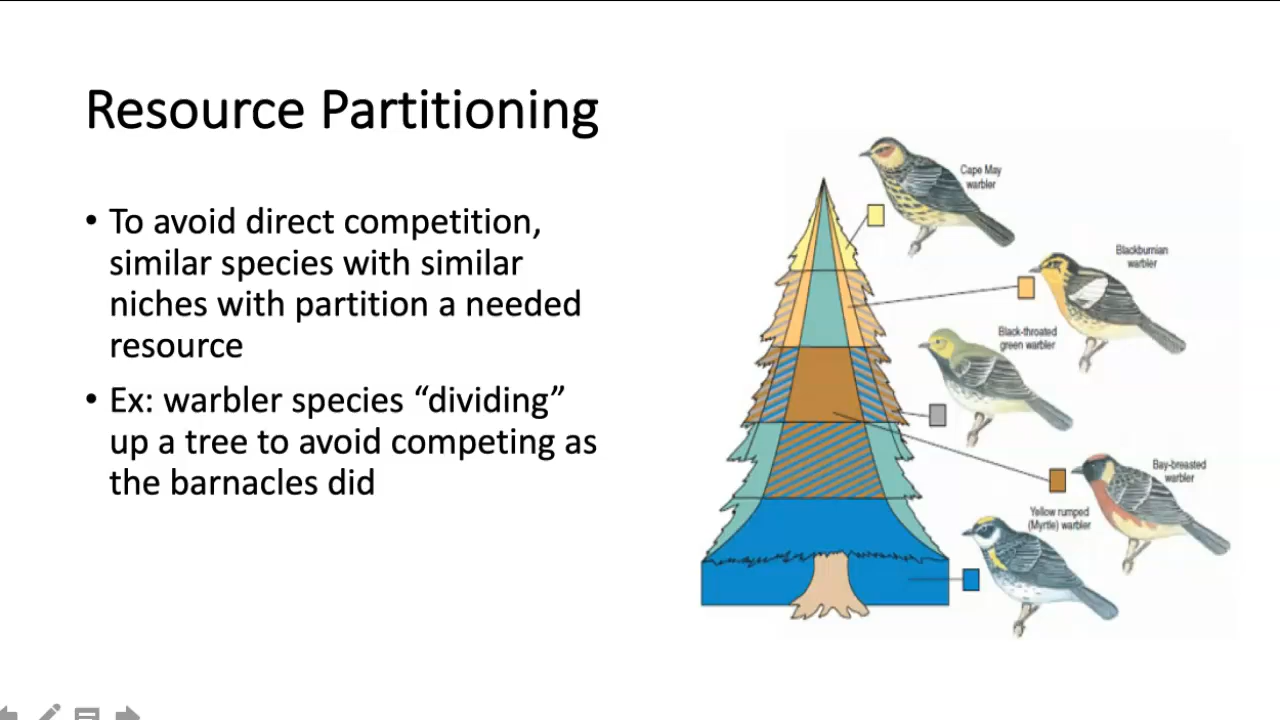 Resource Partitioning
• To avoid direct competition,
similar species with similar
niches with partition a needed
resource
• Ex: warbler species “dividing”
up a tree to avoid competing as
the barnacles did
Cape May
warbler
Blackburnian
warbler
Black-throated
green warbler
Bay-breasted
warbler
Yellow rumped
(Myrtle) warbler